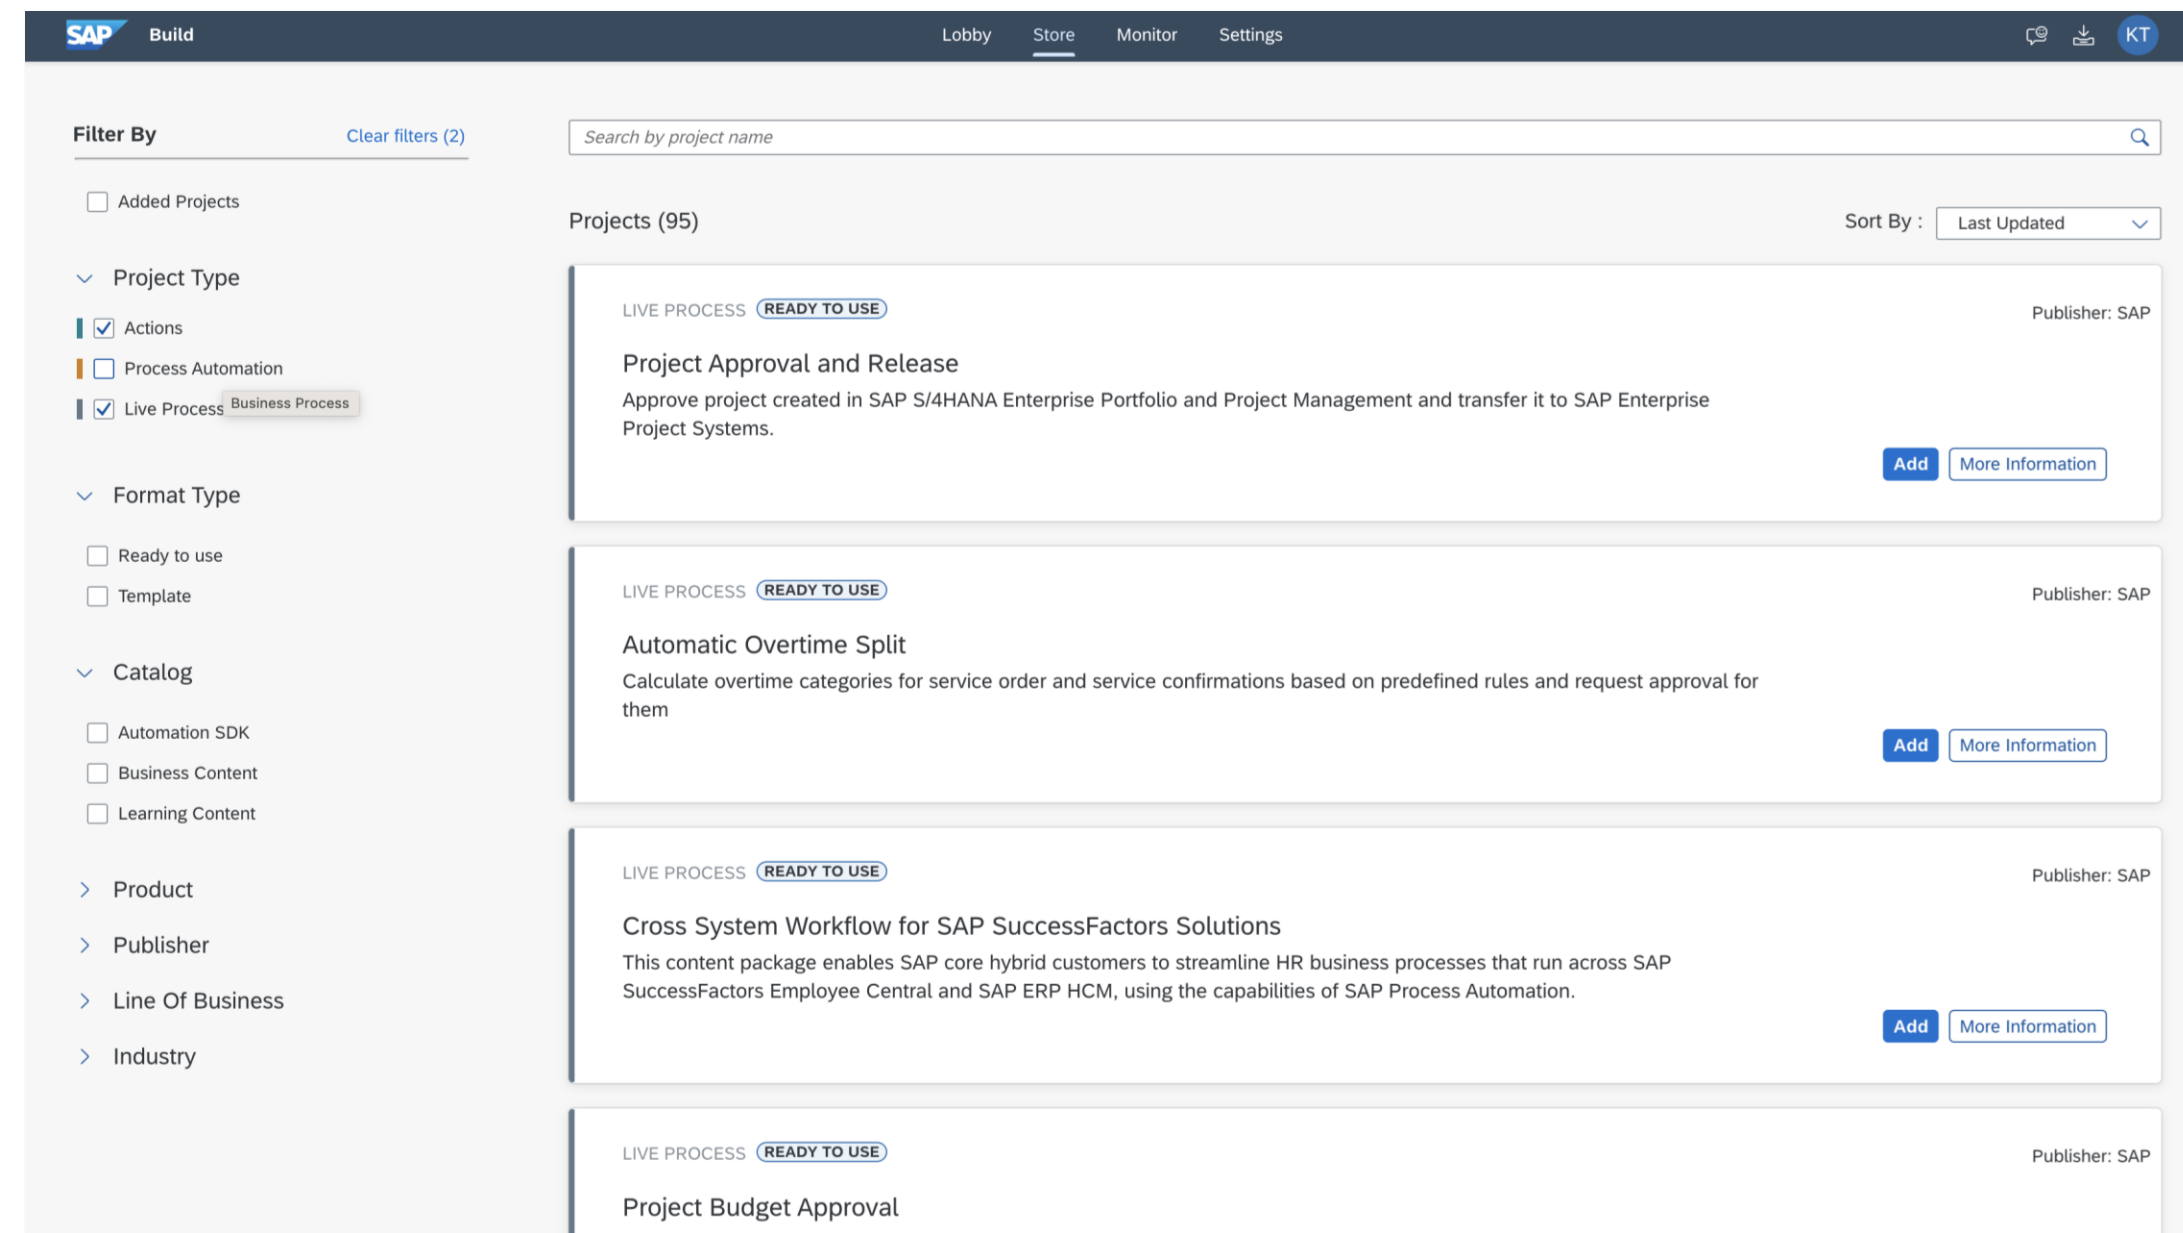 SAP Build
Lobby Store Monitor Settings
KT
Filter By
Clear filters (2)
Added Projects
Project Type
Actions
Process Automation
Live Process
Business Process
Format Type
Ready to use
Template
Catalog
Automation SDK
Business Content
Learning Content
Product
Publisher
Line Of Business
Industry
Search by project name
Projects (95)
Sort By : Last Updated
LIVE PROCESS READY TO USE
Publisher: SAP
Project Approval and Release
Approve project created in SAP S/4HANA Enterprise Portfolio and Project Management and transfer it to SAP Enterprise
Project Systems.
Add More Information
LIVE PROCESS READY TO USE
Publisher: SAP
Automatic Overtime Split
Calculate overtime categories for service order and service confirmations based on predefined rules and request approval for
them
Add More Information
LIVE PROCESS READY TO USE
Publisher: SAP
Cross System Workflow for SAP SuccessFactors Solutions
This content package enables SAP core hybrid customers to streamline HR business processes that run across SAP
SuccessFactors Employee Central and SAP ERP HCM, using the capabilities of SAP Process Automation.
Add More Information
LIVE PROCESS READY TO USE
Publisher: SAP
Project Budget Approval